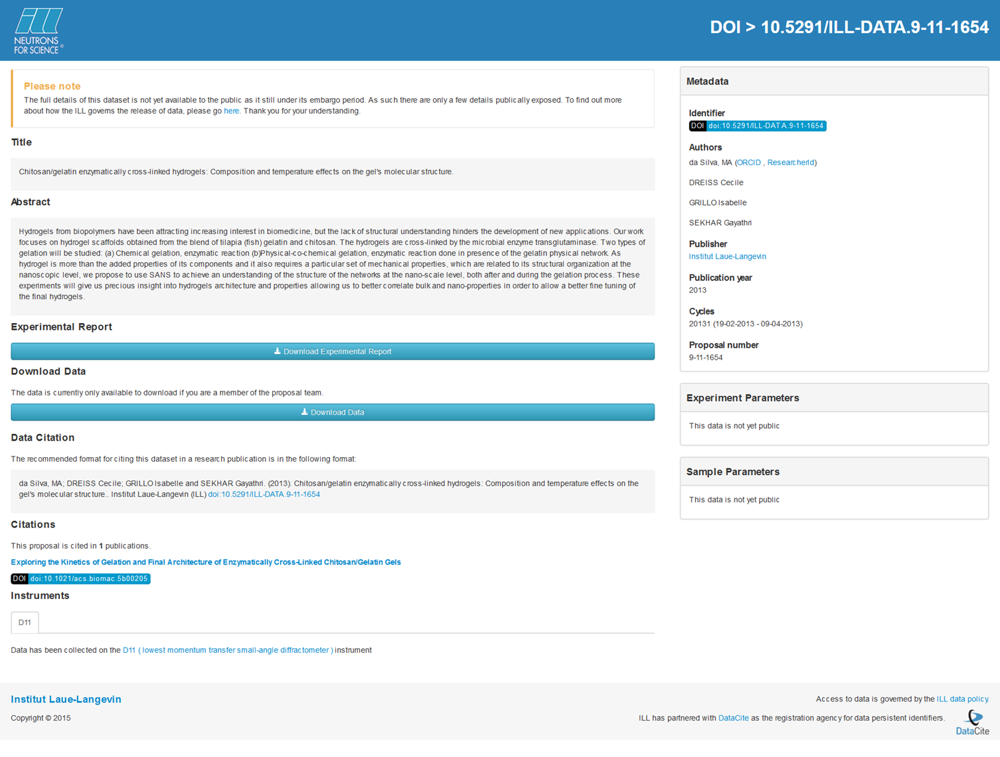 NEUTRONS
FOR SCIENCE®
DOI > 10.5291/ILL-DATA.9-11-1654
Please note
The full details of this dataset is not yet available to the public as it still under its embargo period. As such there are only a few details publically exposed. To find out more
about how the ILL governs the release of data, please go here. Thank you for your understanding.
Title
Chitosan/gelatin enzymatically cross-linked hydrogels: Composition and temperature effects on the gel's molecular structure.
Abstract
Hydrogels from biopolymers have been attracting increasing interest in biomedicine, but the lack of structural understanding hinders the development of new applications. Our work
focuses on hydrogel scaffolds obtained from the blend of tilapia (fish) gelatin and chitosan. The hydrogels are cross-linked by the microbial enzyme transglutaminase. Two types of
gelation will be studied: (a) Chemical gelation, enzymatic reaction (b)Physical-co-chemical gelation, enzymatic reaction done in presence of the gelatin physical network. As
hydrogel is more than the added properties of its components and it also requires a particular set of mechanical properties, which are related to its structural organization at the
nanoscopic level, we propose to use SANS to achieve an understanding of the structure of the networks at the nano-scale level, both after and during the gelation process. These
experiments will give us precious insight into hydrogels architecture and properties allowing us to better correlate bulk and nano-properties in order to allow a better fine tuning of
the final hydrogels.
Experimental Report
Download Experimental Report
Download Data
The data is currently only available to download if you are a member of the proposal team.
Download Data
Data Citation
The recommended format for citing this dataset in a research publication is in the following format:
da Silva, MA; DREISS Cecile; GRILLO Isabelle and SEKHAR Gayathri. (2013). Chitosan/gelatin enzymatically cross-linked hydrogels: Composition and temperature effects on the
gel's molecular structure.. Institut Laue-Langevin (ILL) doi:10.5291/ILL-DATA.9-11-1654
Citations
This proposal is cited in 1 publications.
Exploring the Kinetics of Gelation and Final Architecture of Enzymatically Cross-Linked Chitosan/Gelatin Gels
DOI doi:10.1021/acs.biomac.5b00205
Instruments
D11
Data has been collected on the D11 ( lowest momentum transfer small-angle diffractometer ) instrument
Metadata
Identifier
DOI doi:10.5291/ILL-DATA.9-11-1654
Authors
da Silva, MA (ORCID , ResearcherId)
DREISS Cecile
GRILLO Isabelle
SEKHAR Gayathri
Publisher
Institut Laue-Langevin
Publication year
2013
Cycles
20131 (19-02-2013 - 09-04-2013)
Proposal number
9-11-1654
Experiment Parameters
This data is not yet public
Sample Parameters
This data is not yet public
Institut Laue-Langevin
Copyright © 2015
Access to data is governed by the ILL data policy.
ILL has partnered with DataCite as the registration agency for data persistent identifiers.
DataCite